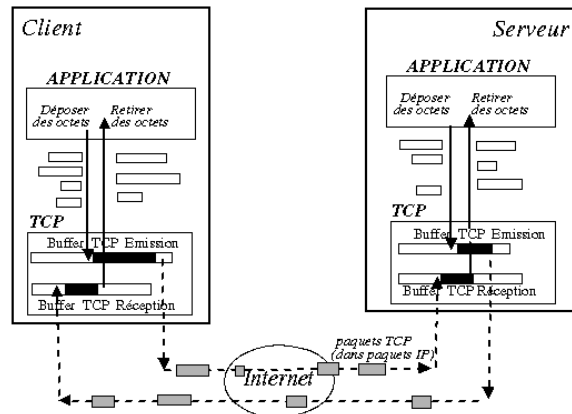 Client
APPLICATION
Déposer
des octets
Retirer
des octets
TCP
Buffer TCP Emission
Buffer TCP Réception
Serveur
APPLICATION
Déposer
des octets
Retirer
des octets
TCP
Buffer TCP Emission
Buffer TCP Réception
paquets TCP
(dans paquets IP)
Internet